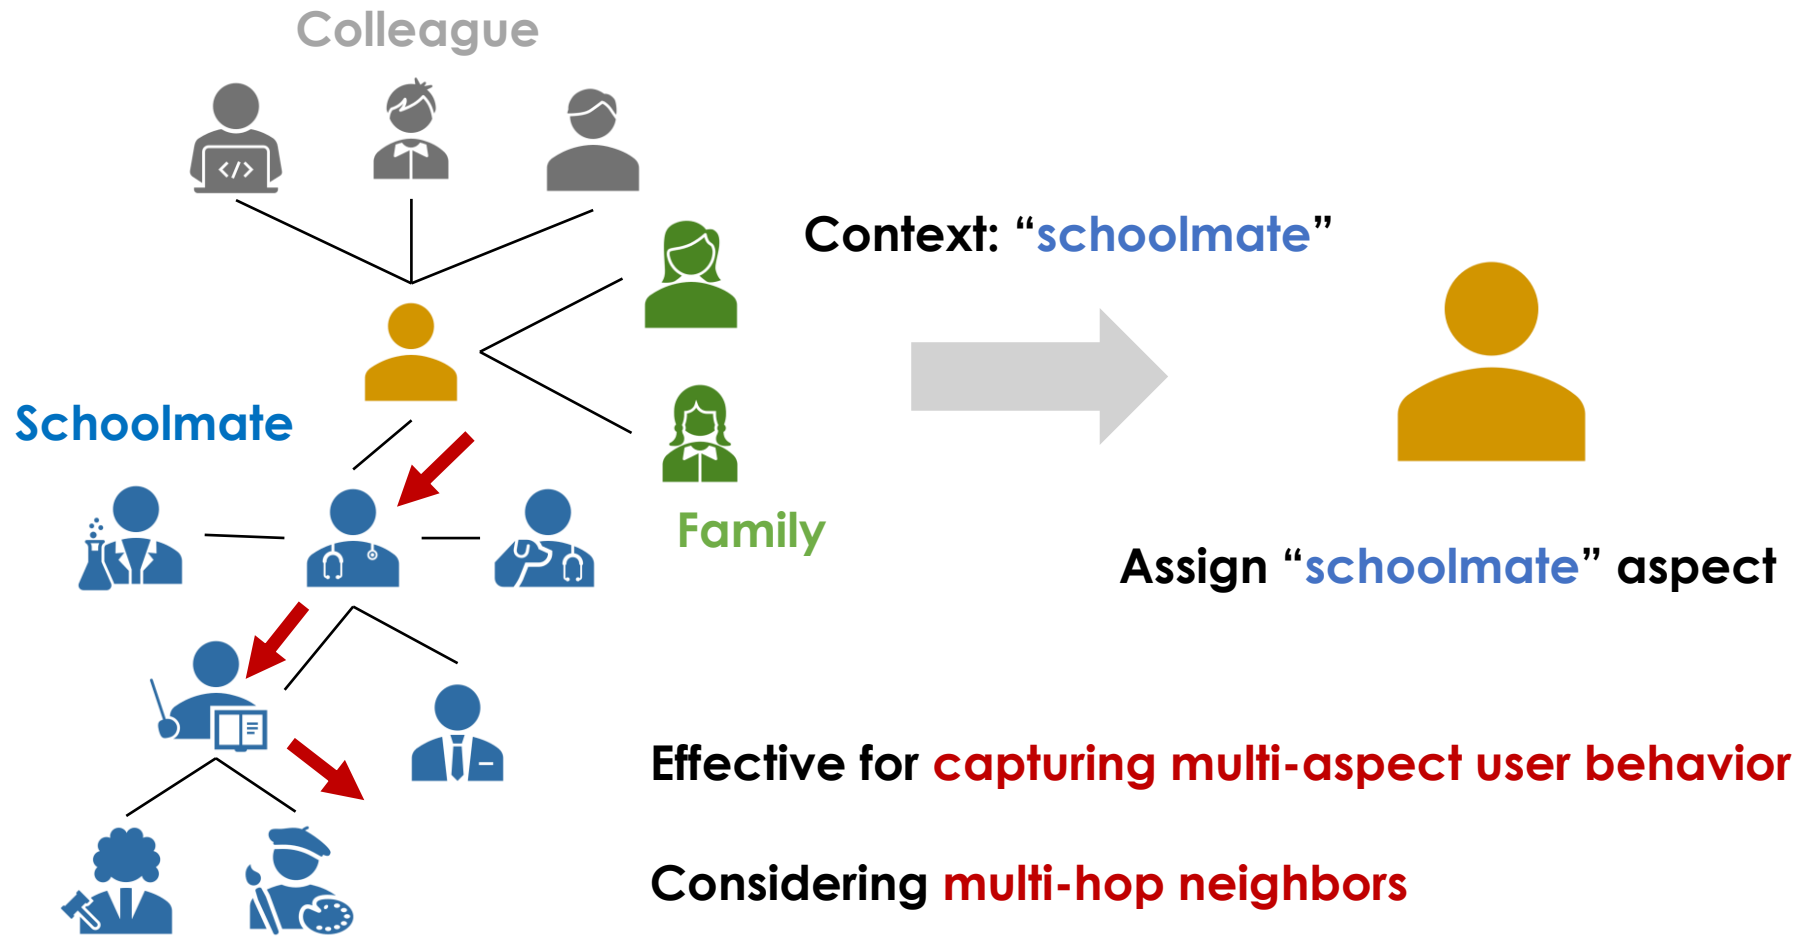 Colleague
</>
Context: “schoolmate”
Schoolmate
Family
Assign “schoolmate” aspect
Effective for capturing multi-aspect user behavior
Considering multi-hop neighbors